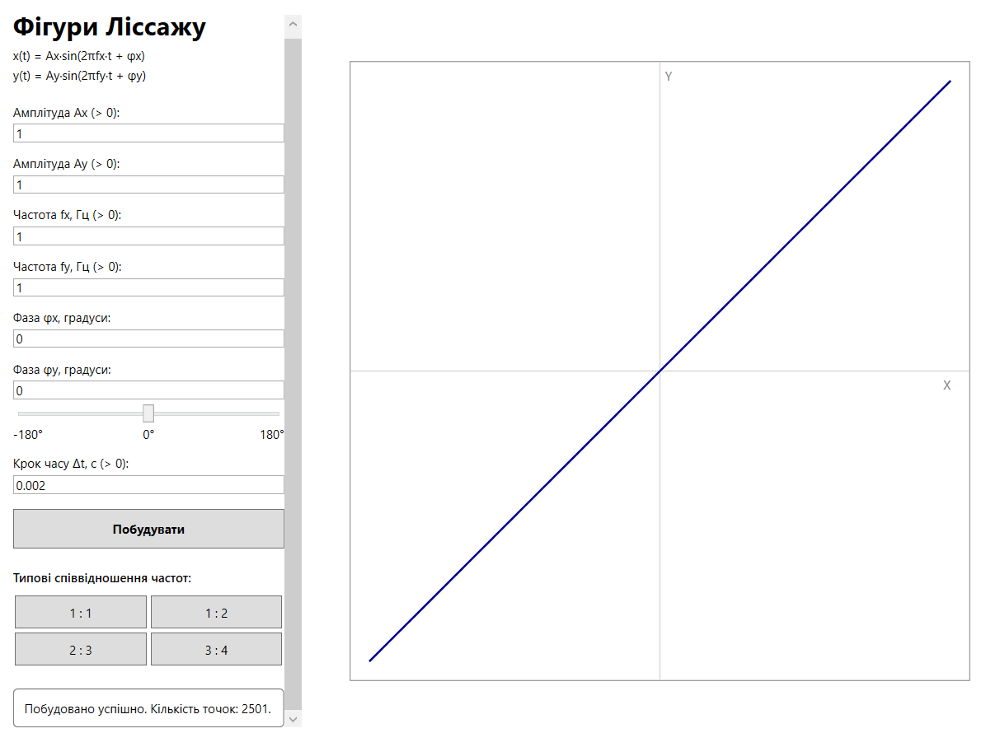 Фігури Ліссажу
x(t) = Ax·sin(2πfx·t + φx)
y(t) = Ay·sin(2πfy·t + φy)
Амплітуда Ax (> 0):
1
Амплітуда Ay (> 0):
1
Частота fx, Гц (> 0):
1
Частота fy, Гц (> 0):
1
Фаза φx, градуси:
0
Фаза φy, градуси:
0
-180° 0° 180°
Крок часу Δt, с (> 0):
0.002
Побудувати
Типові співвідношення частот:
1 : 1 1 : 2
2 : 3 3 : 4
Побудовано успішно. Кількість точок: 2501.
Y
X